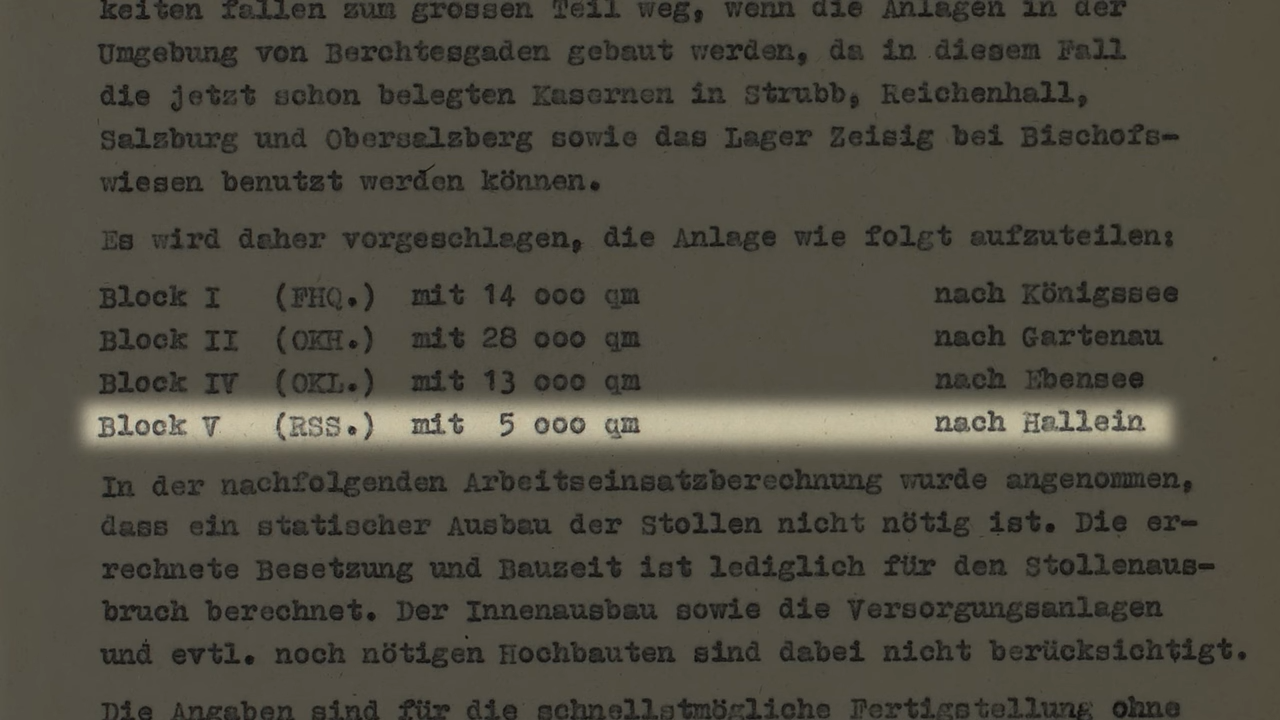 keiten fallen zum grossen Teil weg, wenn die Anlagen in der
Umgebung von Berchtesgaden gebaut werden, da in diesem Fall
die jetzt schon belegten Kasernen in Strubb, Reichenhall,
Salzburg und Obersalzberg sowie das Lager Zeisig bei Bischofs-
wiesen benutzt werden können.
Es wird daher vorgeschlagen, die Anlage wie folgt aufzuteilen:
Block I (FHQ.) mit 14 ooo qm nach Königssee
Block II (OKH.) mit 28 ooo qm nach Gartenau
Block IV (OKL.) mit 13 ooo qm nach Ebensee
Block V (RSS.) mit 5 ooo qm nach Hallein
In der nachfolgenden Arbeitseinsatzberechnung wurde angenommen,
dass ein statischer Ausbau der Stollen nicht nötig ist. Die er-
rechnete Besetzung und Bauzeit ist lediglich für den Stollenaus-
bruch berechnet. Der Innenausbau sowie die Versorgungsanlagen
und evtl. noch nötigen Hochbauten sind dabei nicht berücksichtigt.
Die Angaben sind für die schnellstmögliche Fertigstellung ohne